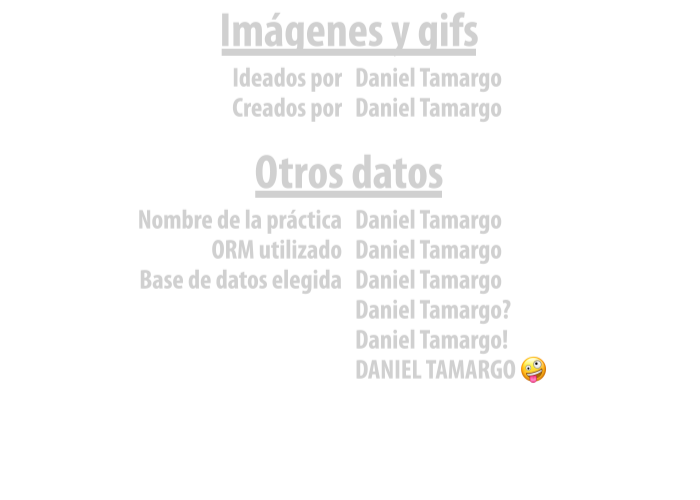 Imágenes y gifs
Ideados por Daniel Tamargo
Creados por Daniel Tamargo
Otros datos
Nombre de la práctica Daniel Tamargo
ORM utilizado Daniel Tamargo
Base de datos elegida Daniel Tamargo
Daniel Tamargo?
Daniel Tamargo!
DANIEL TAMARGO 🤪